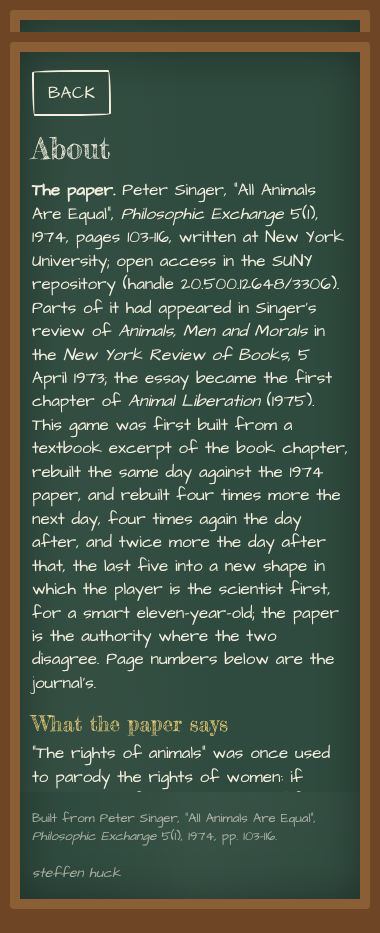 BACK
About
The paper. Peter Singer, "All Animals
Are Equal", Philosophic Exchange 5(1),
1974, pages 103-116, written at New York
University; open access in the SUNY
repository (handle 20.500.12648/3306).
Parts of it had appeared in Singer's
review of Animals, Men and Morals in
the New York Review of Books, 5
April 1973; the essay became the first
chapter of Animal Liberation (1975).
This game was first built from a
textbook excerpt of the book chapter,
rebuilt the same day against the 1974
paper, and rebuilt four times more the
next day, four times again the day
after, and twice more the day after
that, the last five into a new shape in
which the player is the scientist first,
for a smart eleven-year-old; the paper
is the authority where the two
disagree. Page numbers below are the
journal's.
What the paper says
"The rights of animals" was once used
to parody the rights of women: if
Built from Peter Singer, "All Animals Are Equal",
Philosophic Exchange 5(1), 1974, pp. 103-116.
steffen huck